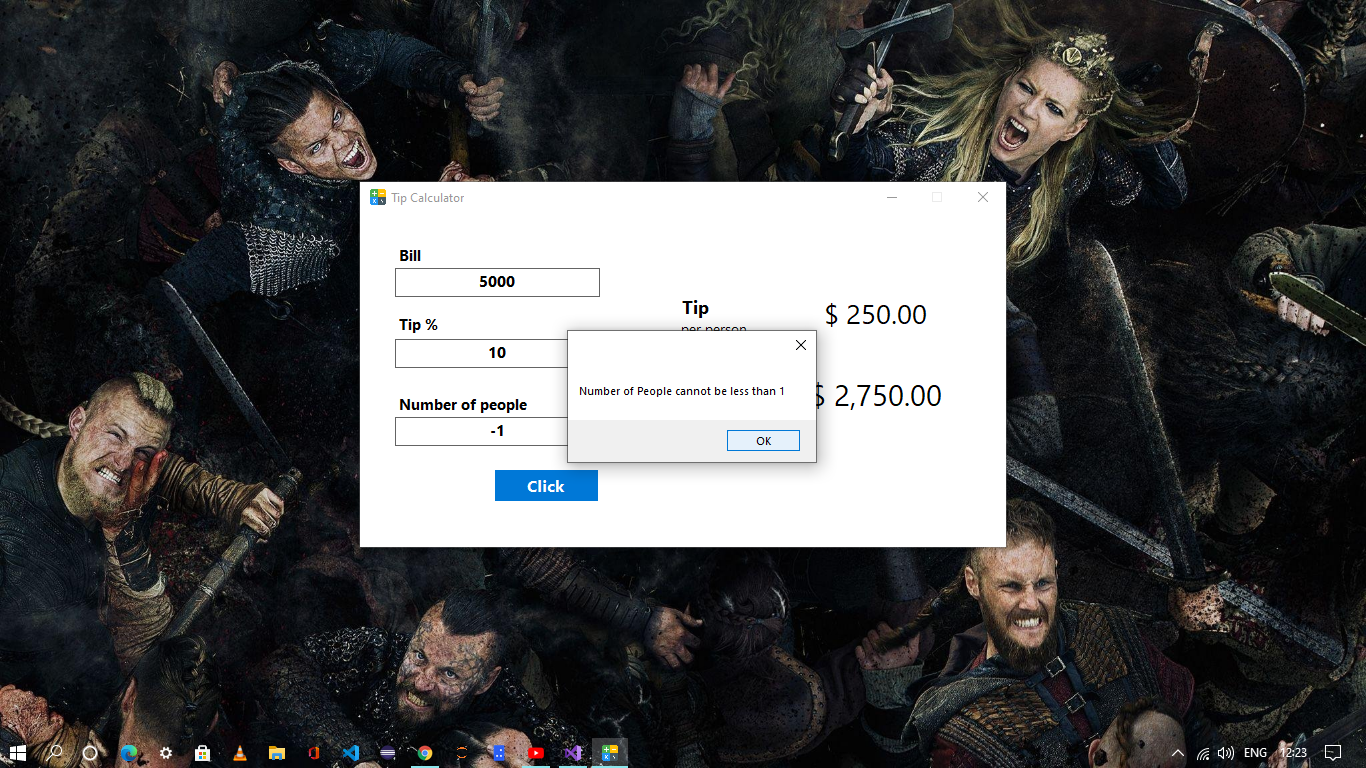 Tip Calculator
Bill
5000
Tip %
10
Number of people
-1
Click
Tip
per person
$ 250.00
$ 2,750.00
Number of People cannot be less than 1
OK
ENG
12:23